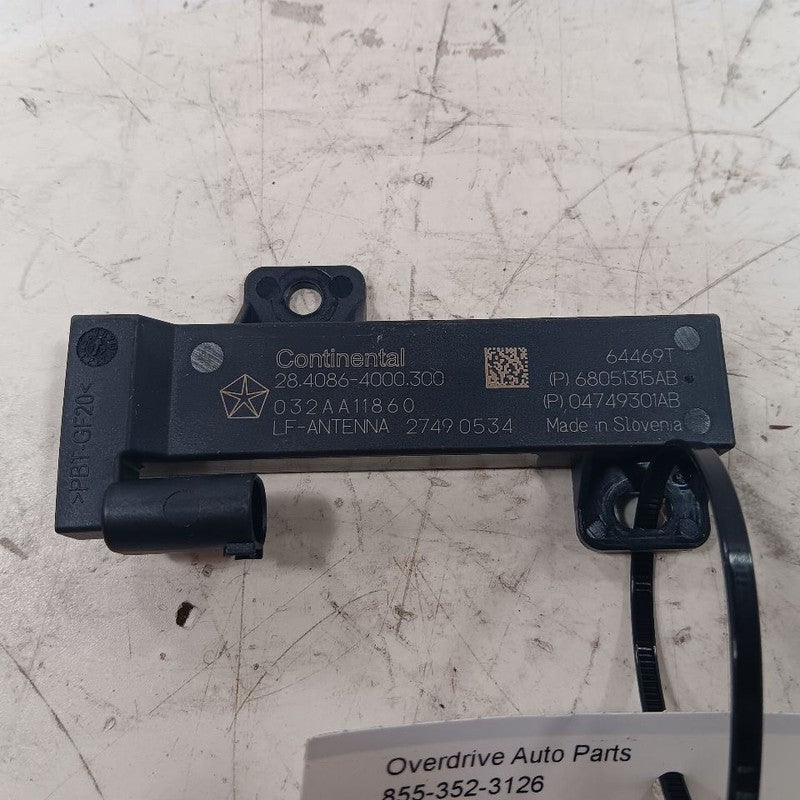 >PBT-GF20<
Continental
28.4086-4000.300
032AA11860
LF-ANTENNA 2749 0534
64469T
(P) 68051315AB
(P) 04749301AB
Made in Slovenia
Overdrive Auto Parts
855-352-3126